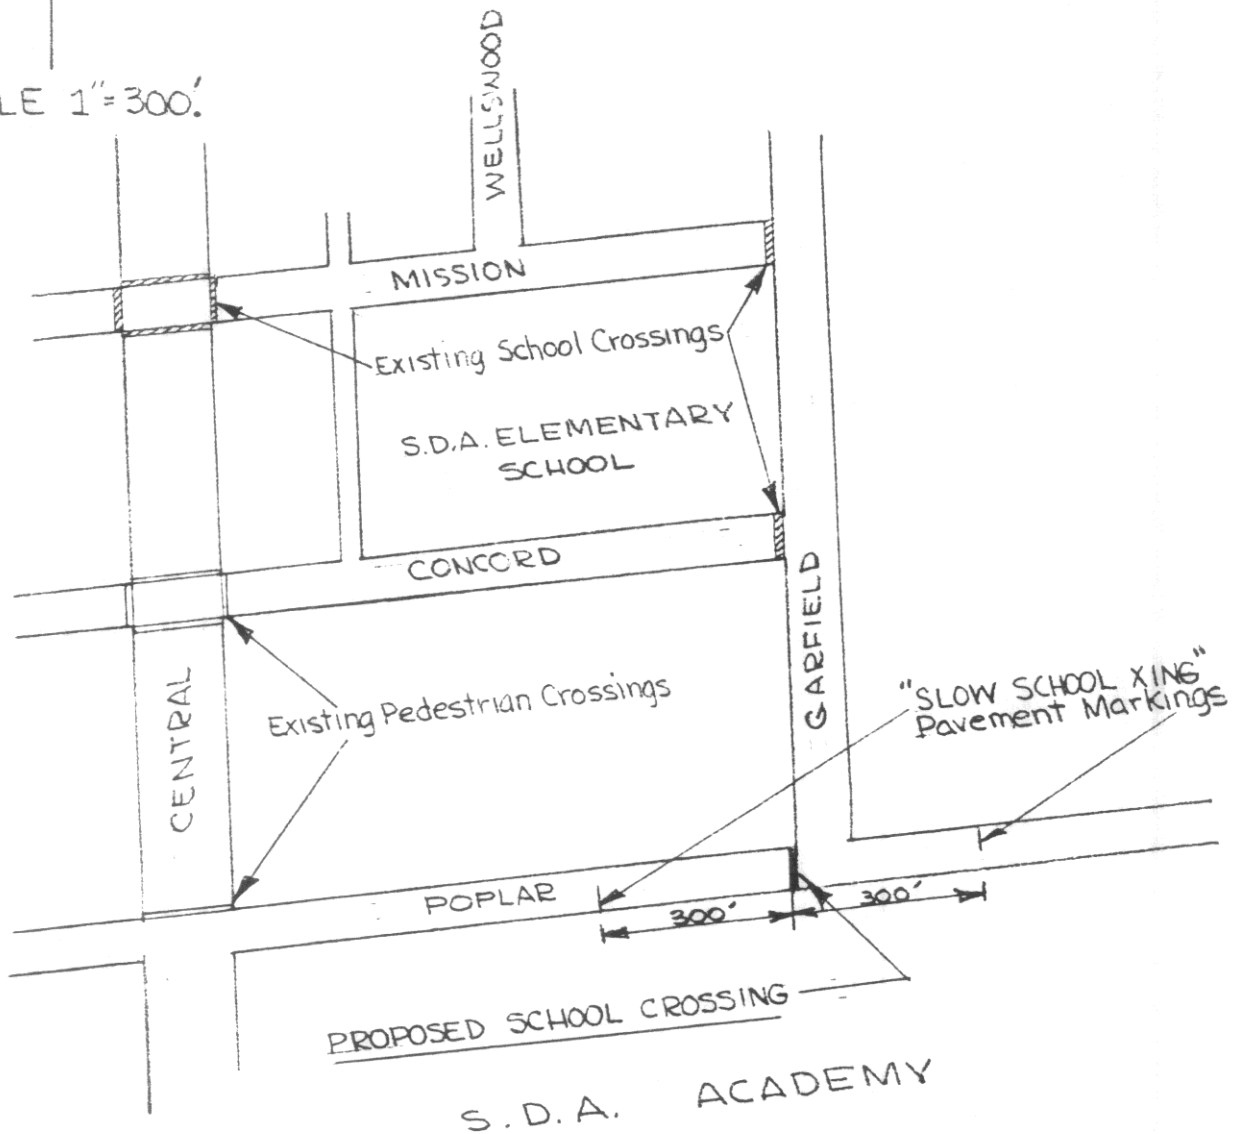 LE 1"=300'.
WELLSWOOD
MISSION
Existing School Crossings
S.D.A. ELEMENTARY
SCHOOL
CONCORD
GARFIELD
CENTRAL
Existing Pedestrian Crossings
"SLOW SCHOOL XING"
Pavement Markings
POPLAR
300'
300'
PROPOSED SCHOOL CROSSING
S.D.A. ACADEMY